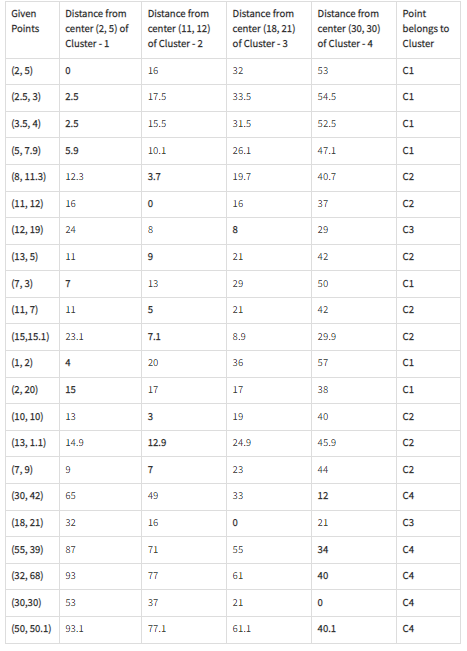 Given Points | Distance from center (2, 5) of Cluster - 1 | Distance from center (11, 12) of Cluster - 2 | Distance from center (18, 21) of Cluster - 3 | Distance from center (30, 30) of Cluster - 4 | Point belongs to Cluster
(2, 5) | 0 | 16 | 32 | 53 | C1
(2.5, 3) | 2.5 | 17.5 | 33.5 | 54.5 | C1
(3.5, 4) | 2.5 | 15.5 | 31.5 | 52.5 | C1
(5, 7.9) | 5.9 | 10.1 | 26.1 | 47.1 | C1
(8, 11.3) | 12.3 | 3.7 | 19.7 | 40.7 | C2
(11, 12) | 16 | 0 | 16 | 37 | C2
(12, 19) | 24 | 8 | 8 | 29 | C3
(13, 5) | 11 | 9 | 21 | 42 | C2
(7, 3) | 7 | 13 | 29 | 50 | C1
(11, 7) | 11 | 5 | 21 | 42 | C2
(15,15.1) | 23.1 | 7.1 | 8.9 | 29.9 | C2
(1, 2) | 4 | 20 | 36 | 57 | C1
(2, 20) | 15 | 17 | 17 | 38 | C1
(10, 10) | 13 | 3 | 19 | 40 | C2
(13, 1.1) | 14.9 | 12.9 | 24.9 | 45.9 | C2
(7, 9) | 9 | 7 | 23 | 44 | C2
(30, 42) | 65 | 49 | 33 | 12 | C4
(18, 21) | 32 | 16 | 0 | 21 | C3
(55, 39) | 87 | 71 | 55 | 34 | C4
(32, 68) | 93 | 77 | 61 | 40 | C4
(30,30) | 53 | 37 | 21 | 0 | C4
(50, 50.1) | 93.1 | 77.1 | 61.1 | 40.1 | C4